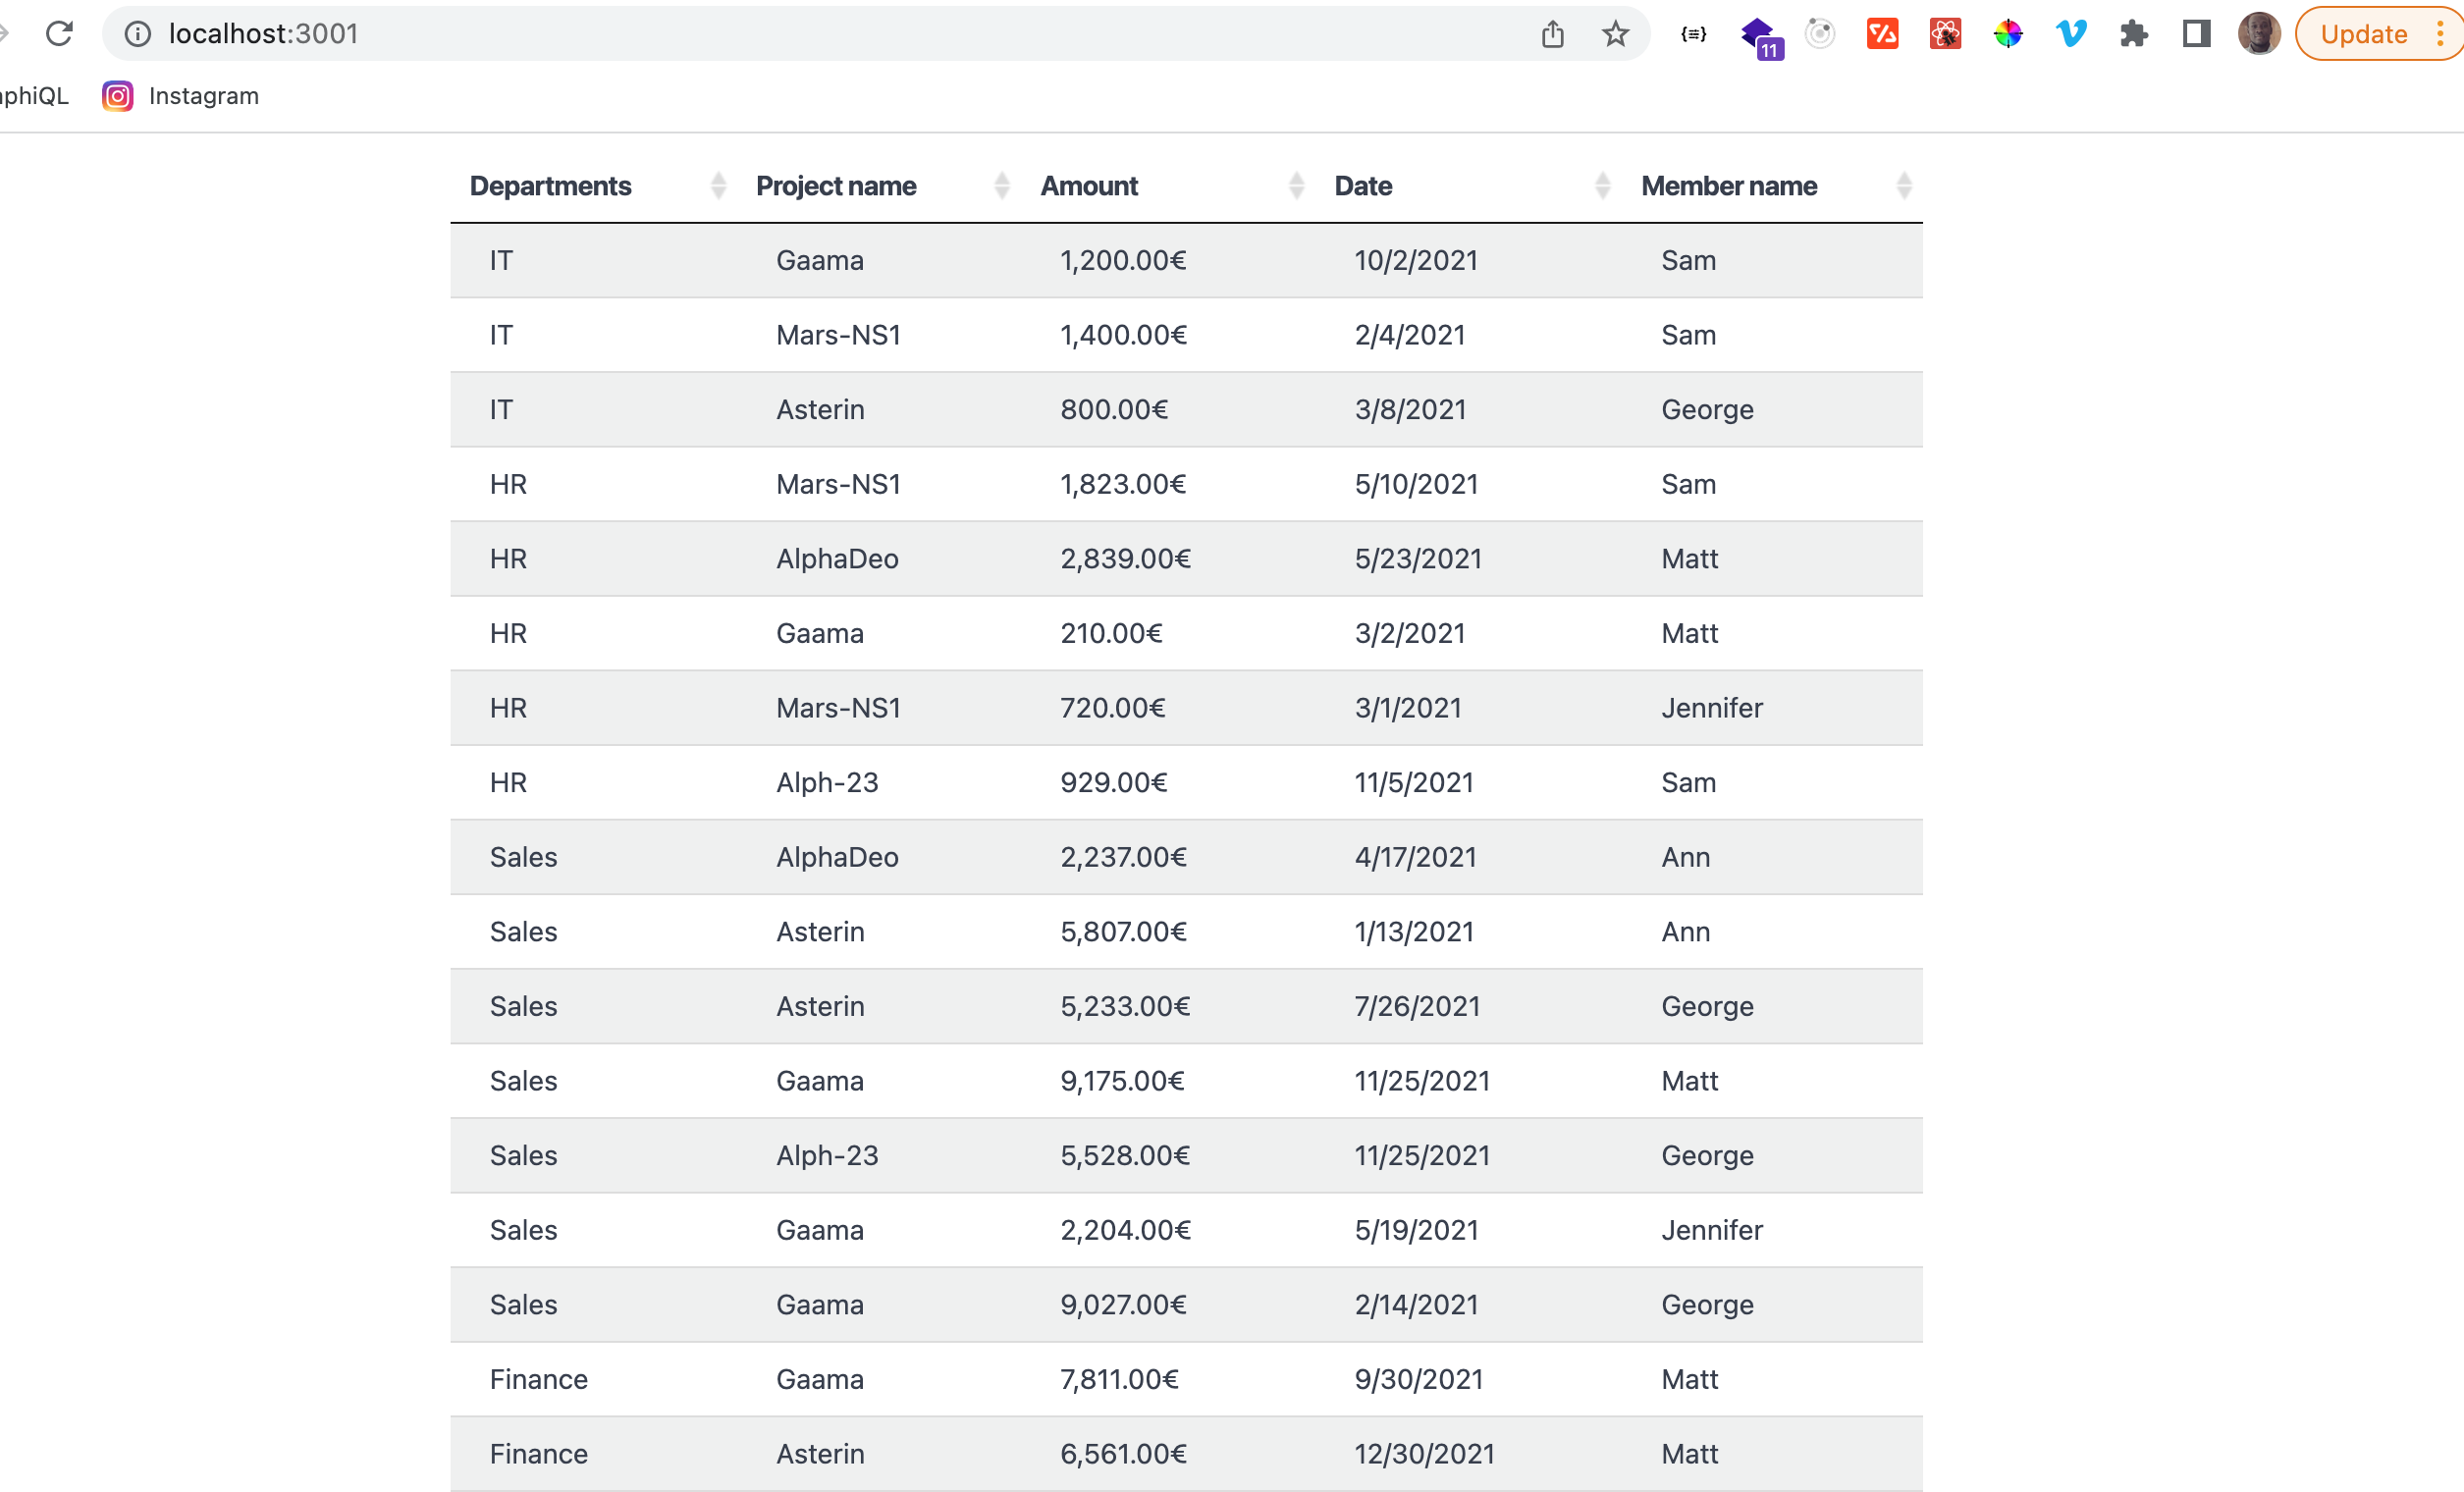 localhost:3001
{≡}
11
Update
phiQL Instagram
Departments Project name Amount Date Member name
IT Gaama 1,200.00€ 10/2/2021 Sam
IT Mars-NS1 1,400.00€ 2/4/2021 Sam
IT Asterin 800.00€ 3/8/2021 George
HR Mars-NS1 1,823.00€ 5/10/2021 Sam
HR AlphaDeo 2,839.00€ 5/23/2021 Matt
HR Gaama 210.00€ 3/2/2021 Matt
HR Mars-NS1 720.00€ 3/1/2021 Jennifer
HR Alph-23 929.00€ 11/5/2021 Sam
Sales AlphaDeo 2,237.00€ 4/17/2021 Ann
Sales Asterin 5,807.00€ 1/13/2021 Ann
Sales Asterin 5,233.00€ 7/26/2021 George
Sales Gaama 9,175.00€ 11/25/2021 Matt
Sales Alph-23 5,528.00€ 11/25/2021 George
Sales Gaama 2,204.00€ 5/19/2021 Jennifer
Sales Gaama 9,027.00€ 2/14/2021 George
Finance Gaama 7,811.00€ 9/30/2021 Matt
Finance Asterin 6,561.00€ 12/30/2021 Matt